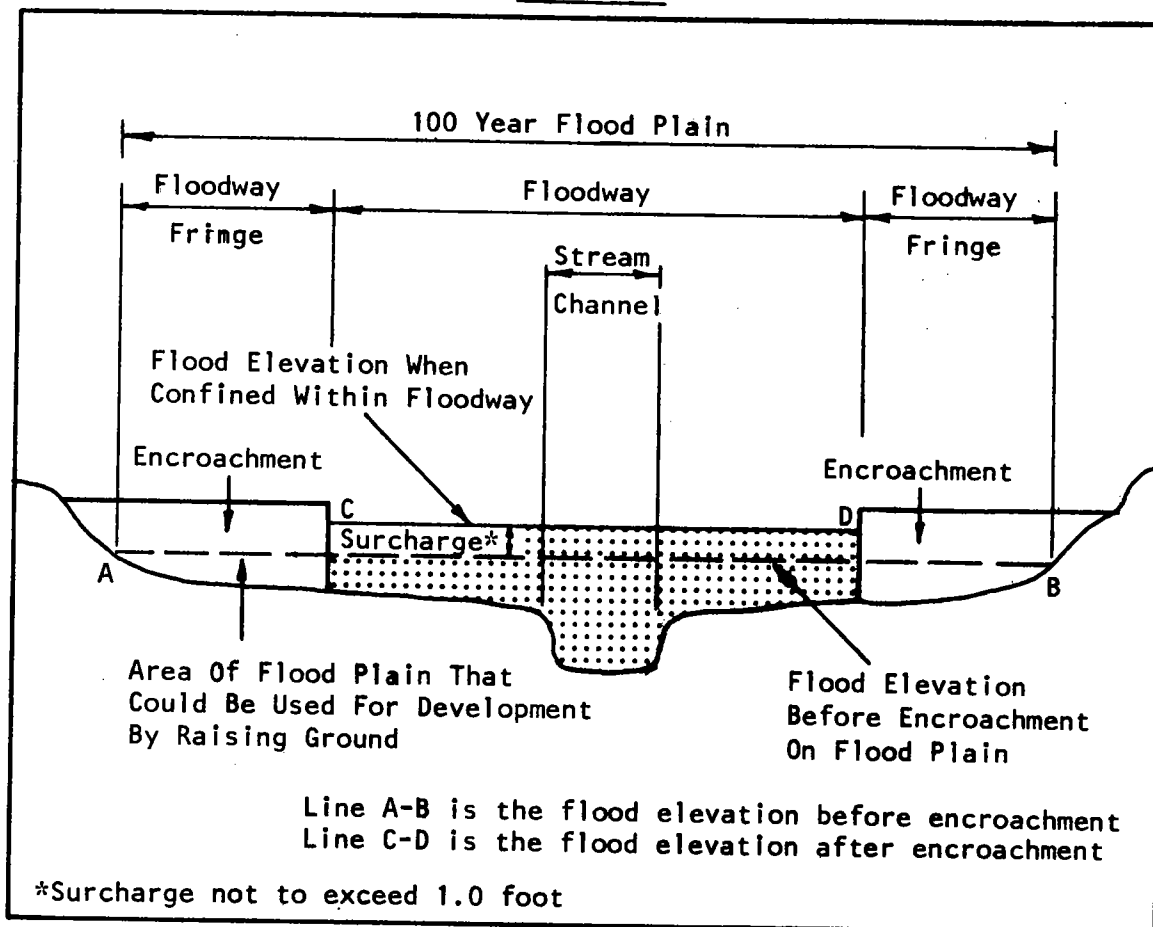 100 Year Flood Plain
Floodway
Fringe
Floodway
Floodway
Fringe
Stream
Channel
Flood Elevation When
Confined Within Floodway
Encroachment
Encroachment
C
D
Surcharge*
A
B
Area Of Flood Plain That
Could Be Used For Development
By Raising Ground
Flood Elevation
Before Encroachment
On Flood Plain
Line A-B is the flood elevation before encroachment
Line C-D is the flood elevation after encroachment
*Surcharge not to exceed 1.0 foot